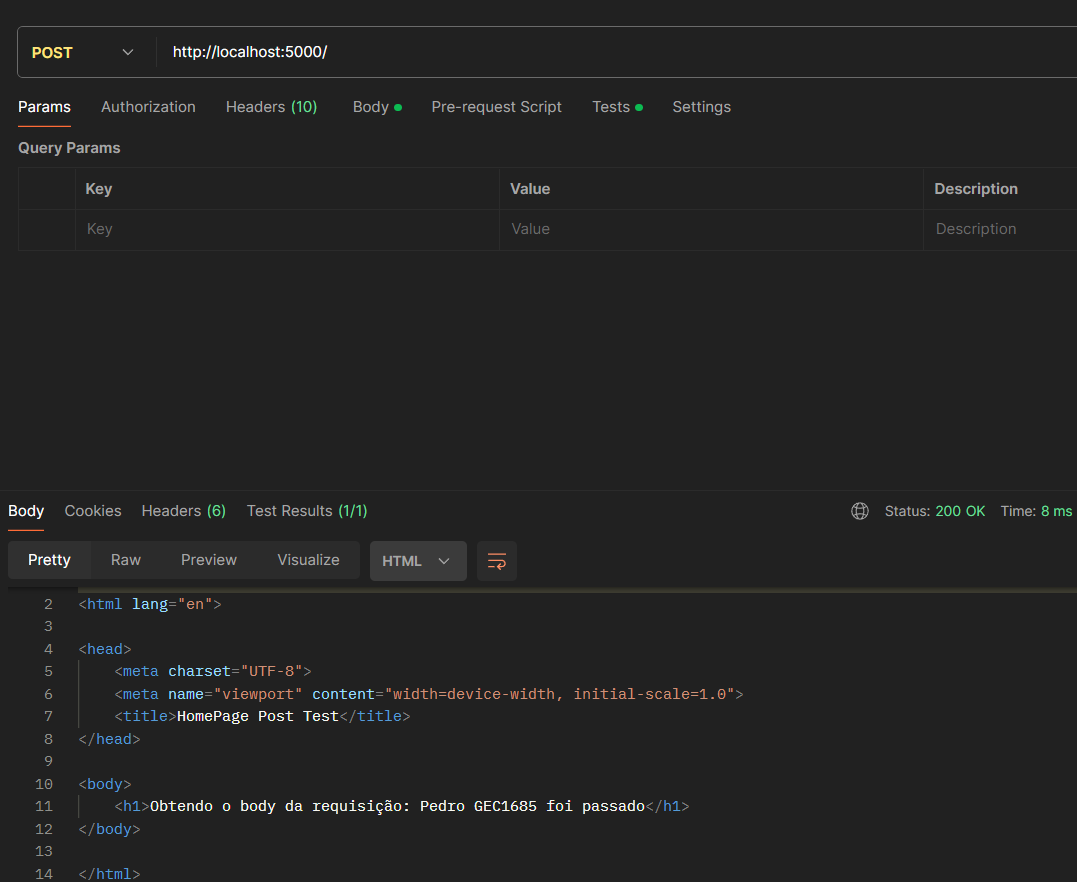 POST http://localhost:5000/
Params Authorization Headers (10) Body Pre-request Script Tests Settings
Query Params
Key Value Description
Key Value Description
Body Cookies Headers (6) Test Results (1/1) Status: 200 OK Time: 8 ms
Pretty Raw Preview Visualize HTML
2 <html lang="en">
3
4 <head>
5 <meta charset="UTF-8">
6 <meta name="viewport" content="width=device-width, initial-scale=1.0">
7 <title>HomePage Post Test</title>
8 </head>
9
10 <body>
11 <h1>Obtendo o body da requisição: Pedro GEC1685 foi passado</h1>
12 </body>
13
14 </html>